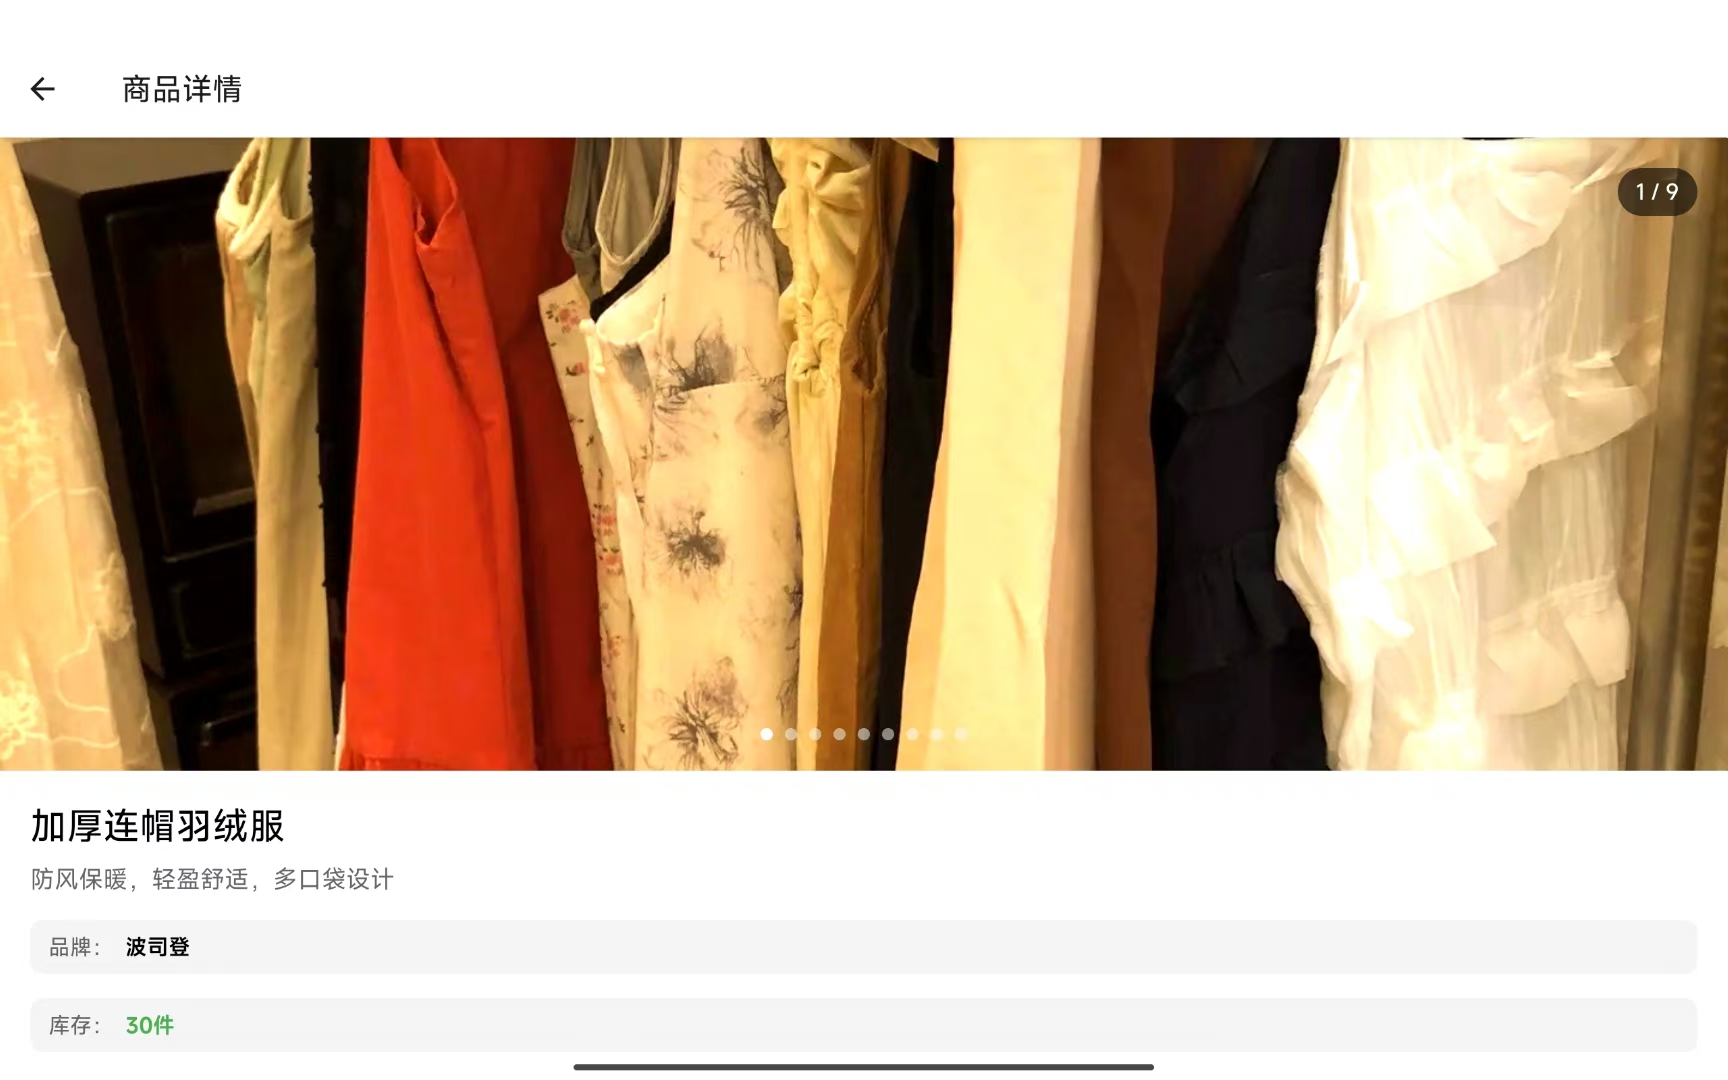 商品详情
1 / 9
加厚连帽羽绒服
防风保暖，轻盈舒适，多口袋设计
品牌： 波司登
库存： 30件